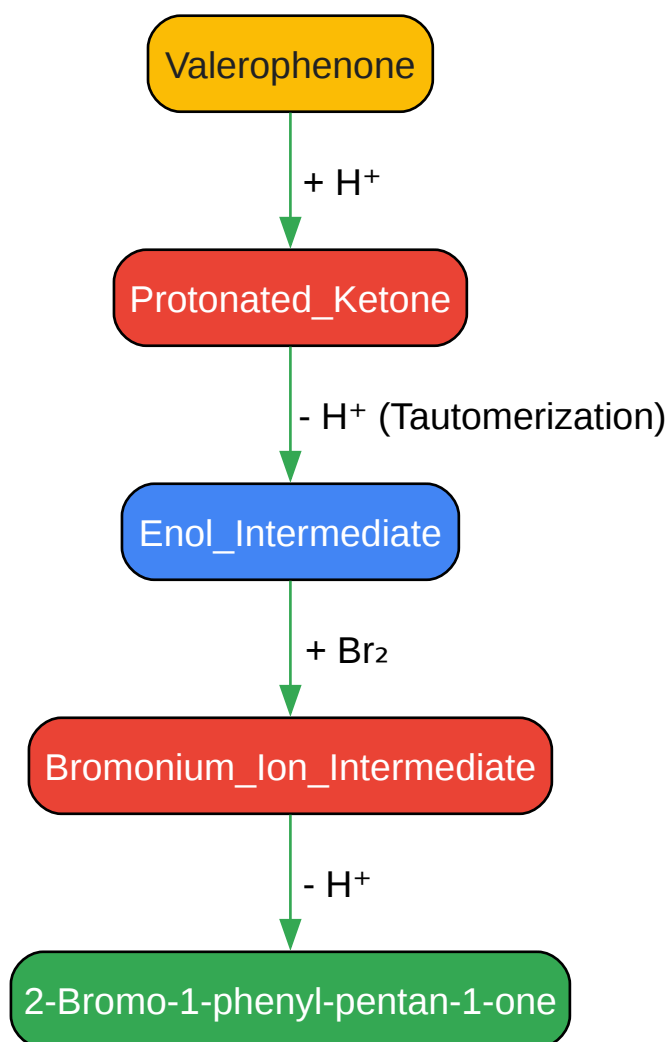 Valerophenone
+ H⁺
Protonated_Ketone
- H⁺ (Tautomerization)
Enol_Intermediate
+ Br₂
Bromonium_Ion_Intermediate
- H⁺
2-Bromo-1-phenyl-pentan-1-one